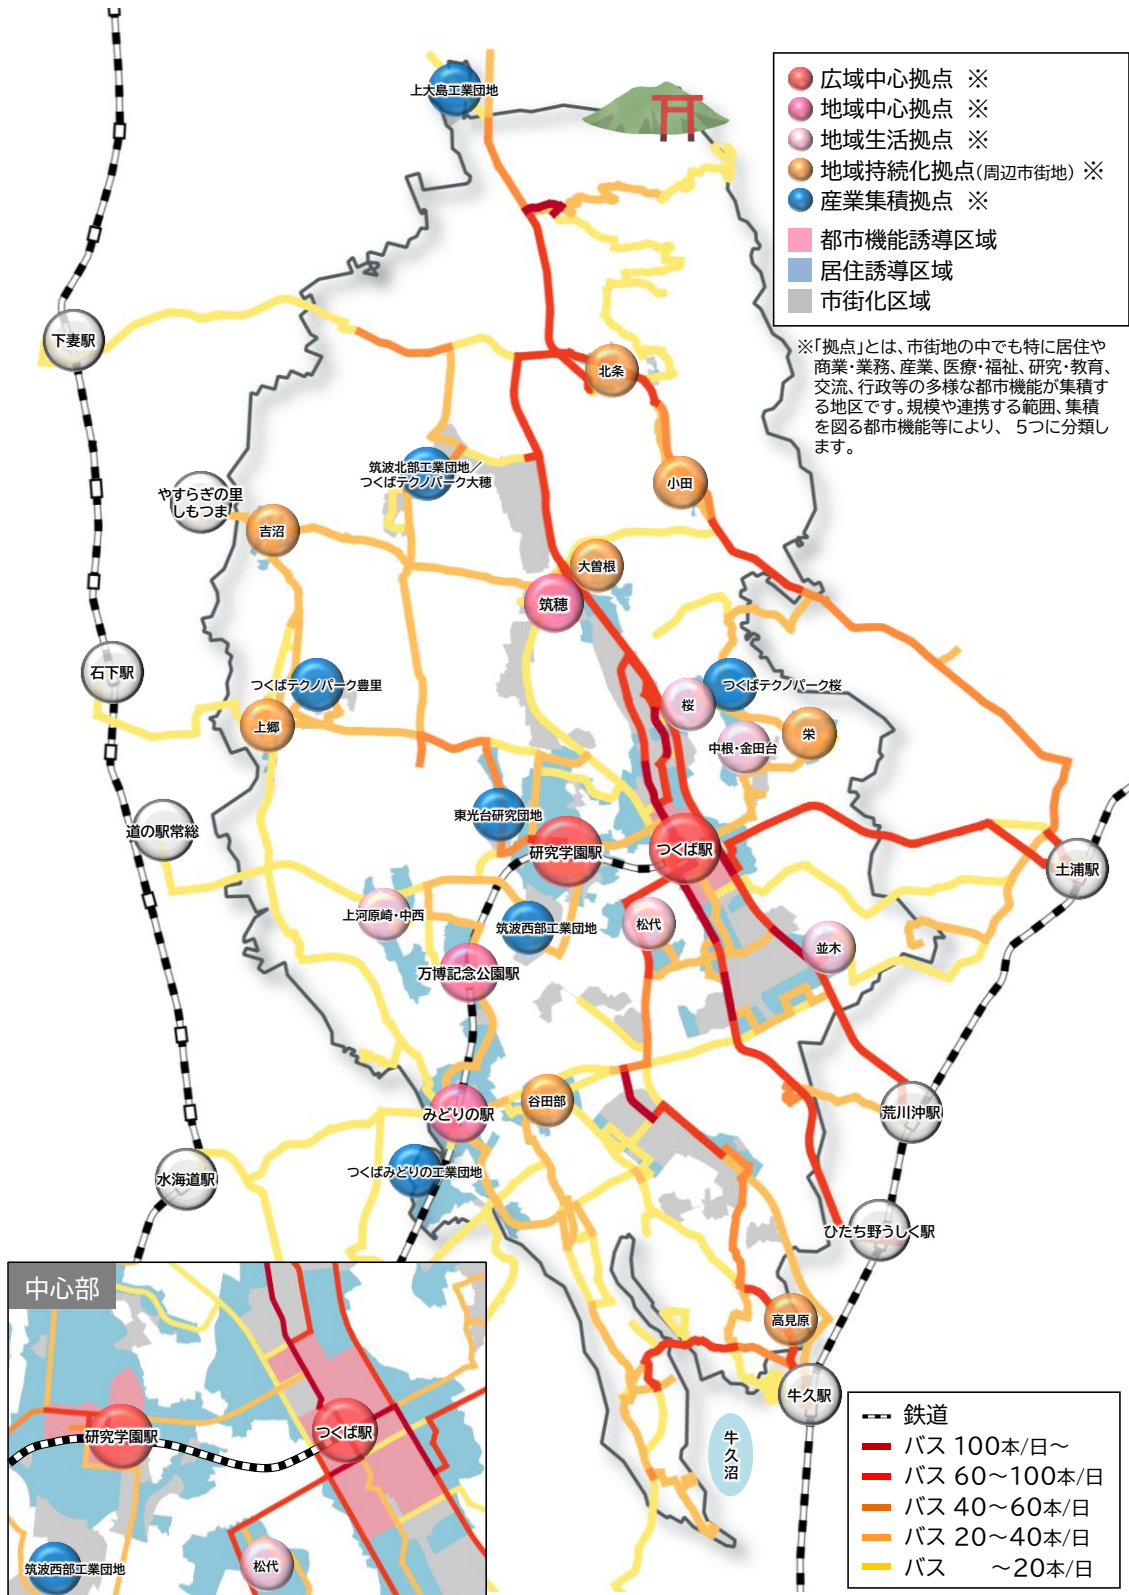 広域中心拠点 ※
地域中心拠点 ※
地域生活拠点 ※
地域持続化拠点(周辺市街地) ※
産業集積拠点 ※
都市機能誘導区域
居住誘導区域
市街化区域
※「拠点」とは、市街地の中でも特に居住や
商業・業務、産業、医療・福祉、研究・教育、
交流、行政等の多様な都市機能が集積す
る地区です。規模や連携する範囲、集積
を図る都市機能等により、5つに分類し
ます。
上大島工業団地
下妻駅
北条
筑波北部工業団地／
つくばテクノパーク大穂
小田
やすらぎの里
しもつま
吉沼
大曽根
筑穂
石下駅
つくばテクノパーク豊里
つくばテクノパーク桜
桜
上郷
栄
中根・金田台
東光台研究団地
道の駅常総
研究学園駅
つくば駅
土浦駅
上河原崎・中西
筑波西部工業団地
松代
並木
万博記念公園駅
みどりの駅
谷田部
荒川沖駅
つくばみどりの工業団地
水海道駅
ひたち野うしく駅
高見原
牛久駅
牛久沼
中心部
研究学園駅
つくば駅
筑波西部工業団地
松代
鉄道
バス 100本/日～
バス 60～100本/日
バス 40～60本/日
バス 20～40本/日
バス ～20本/日